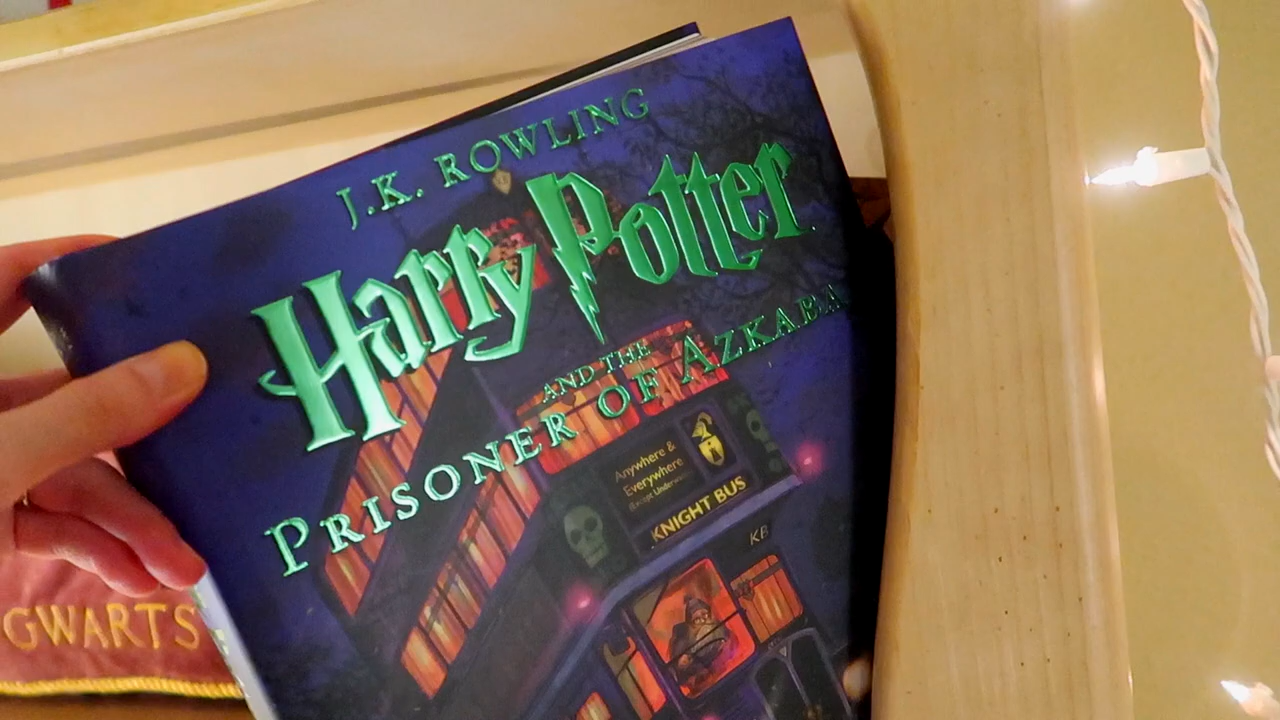 J.K. ROWLING
Harry Potter
AND THE
PRISONER OF AZKABA
Anywhere &
Everywhere
KNIGHT BUS
KB
GWARTS